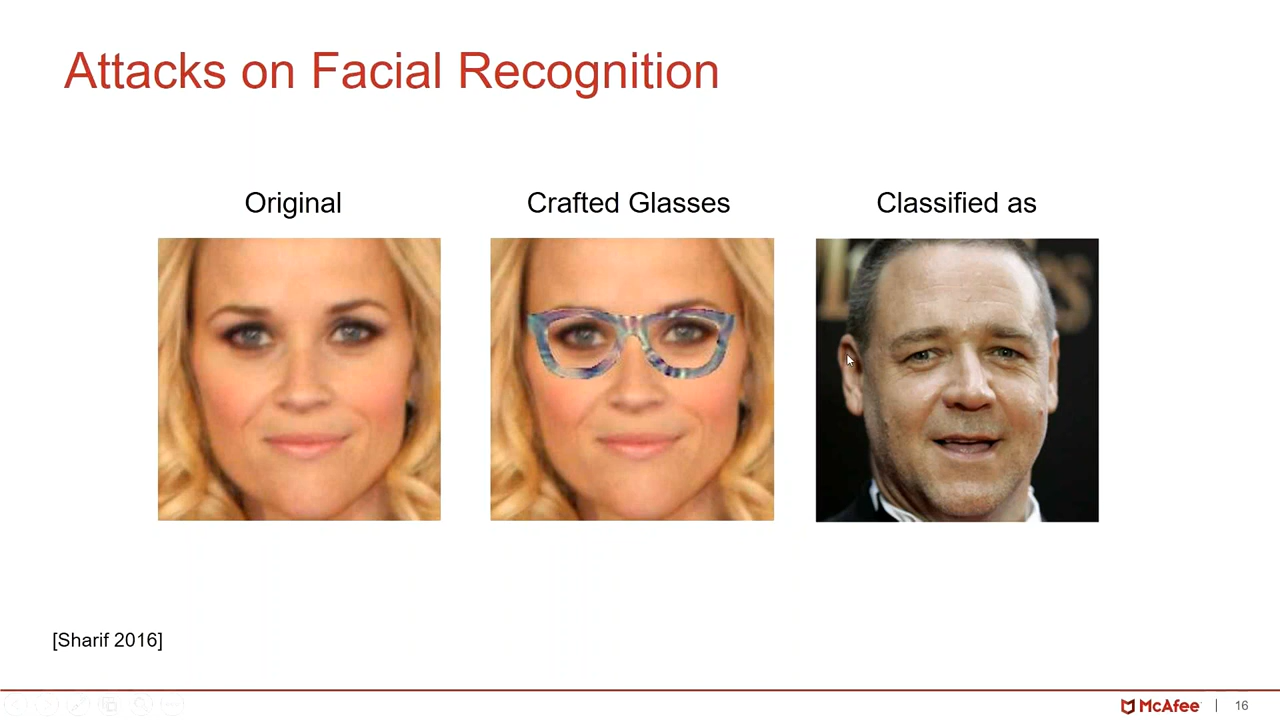 Attacks on Facial Recognition
Original
Crafted Glasses
Classified as
[Sharif 2016]
McAfee | 16